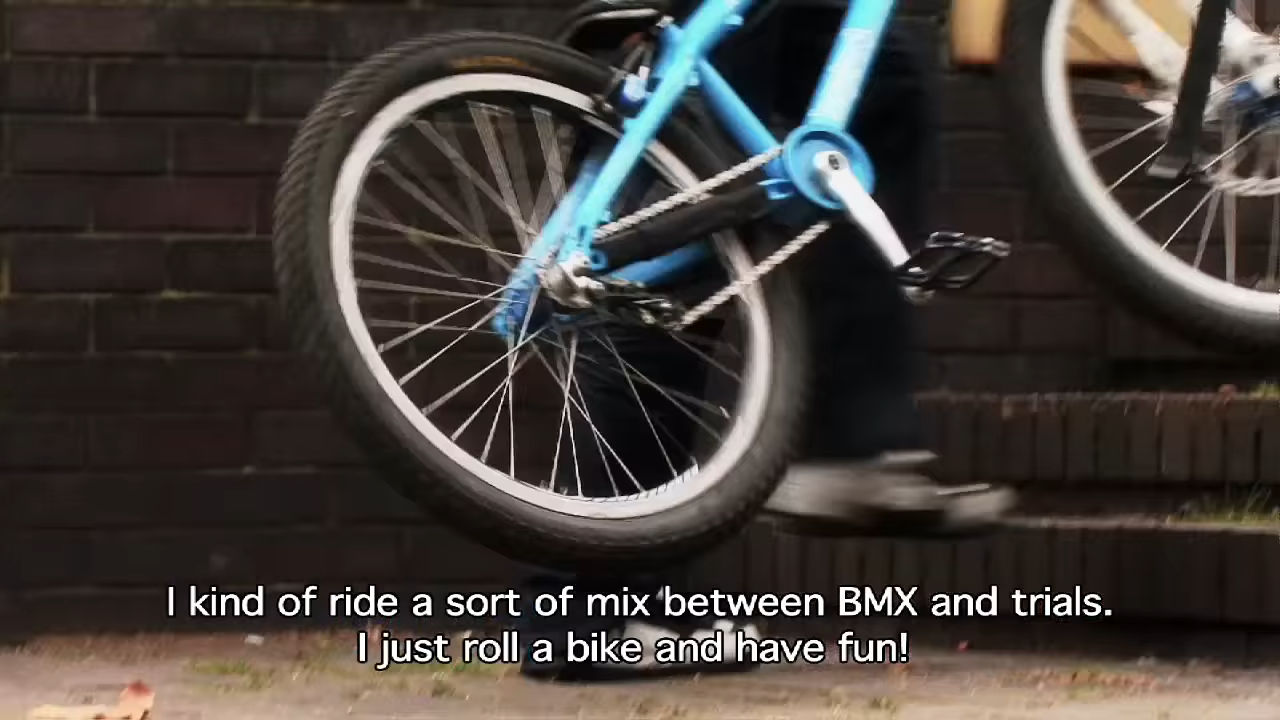 I kind of ride a sort of mix between BMX and trials.
I just roll a bike and have fun!